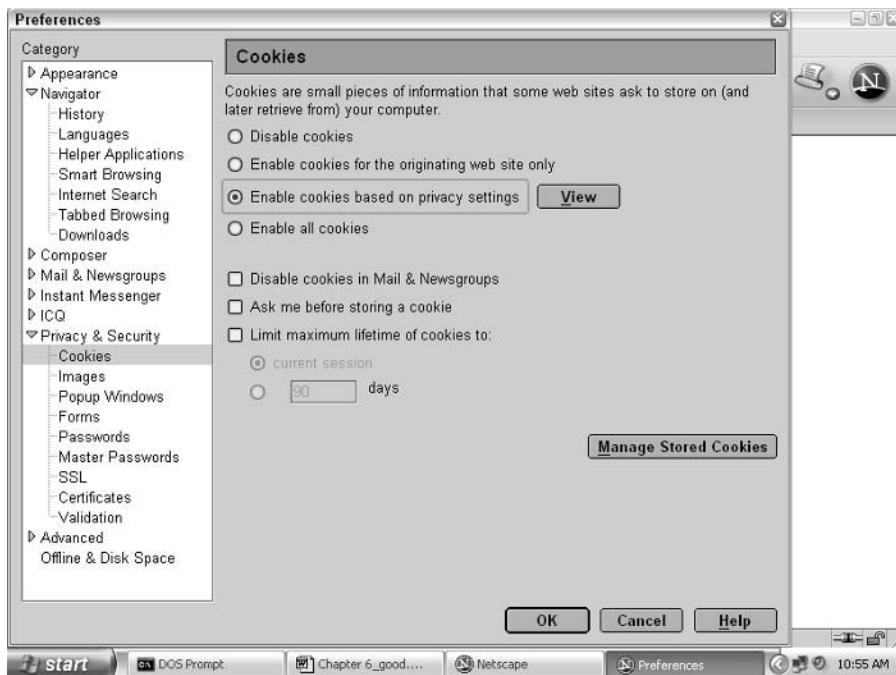 Preferences
Category
Appearance
Navigator
History
Languages
Helper Applications
Smart Browsing
Internet Search
Tabbed Browsing
Downloads
Composer
Mail & Newsgroups
Instant Messenger
ICQ
Privacy & Security
Cookies
Images
Popup Windows
Forms
Passwords
Master Passwords
SSL
Certificates
Validation
Advanced
Offline & Disk Space
Cookies
Cookies are small pieces of information that some web sites ask to store on (and
later retrieve from) your computer.
Disable cookies
Enable cookies for the originating web site only
Enable cookies based on privacy settings View
Enable all cookies
Disable cookies in Mail & Newsgroups
Ask me before storing a cookie
Limit maximum lifetime of cookies to:
current session
90 days
Manage Stored Cookies
OK Cancel Help
N
start DOS Prompt Chapter 6_good.... Netscape Preferences 10:55 AM